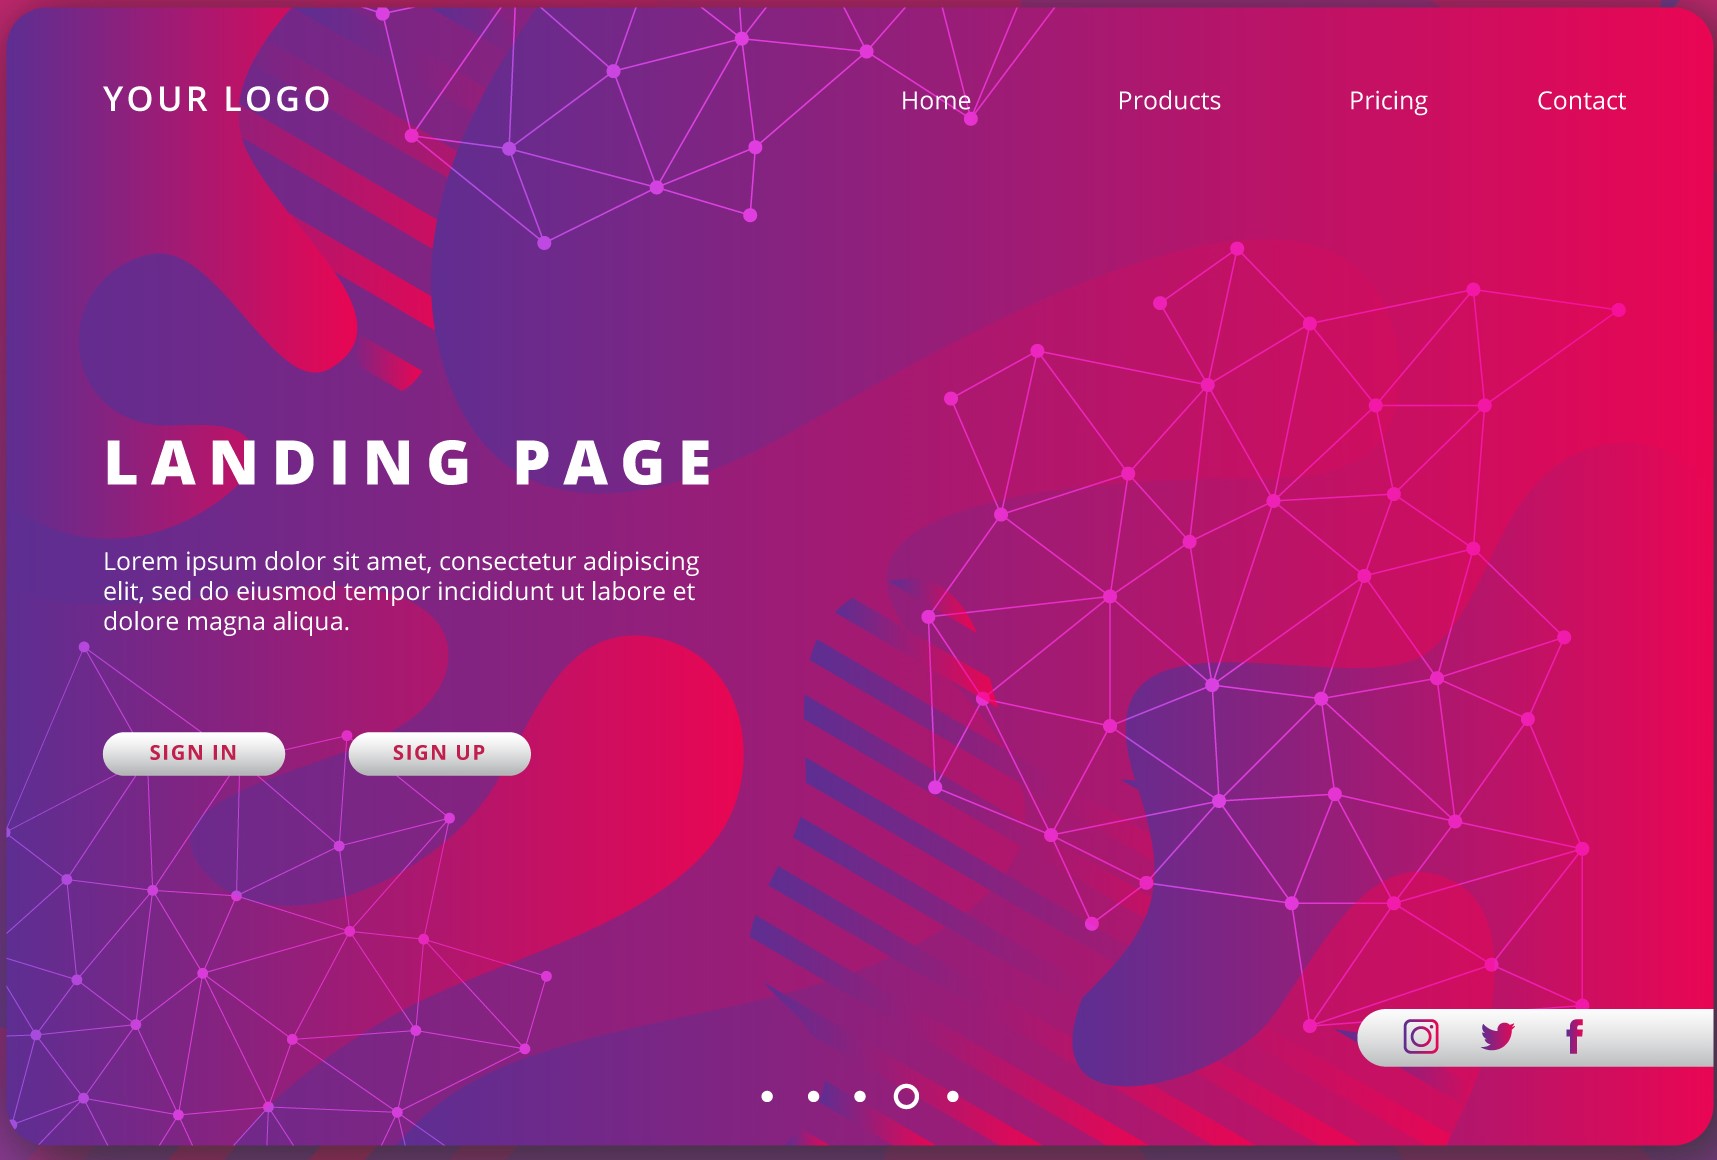 YOUR LOGO
Home
Products
Pricing
Contact
LANDING PAGE
Lorem ipsum dolor sit amet, consectetur adipiscing
elit, sed do eiusmod tempor incididunt ut labore et
dolore magna aliqua.
SIGN IN
SIGN UP